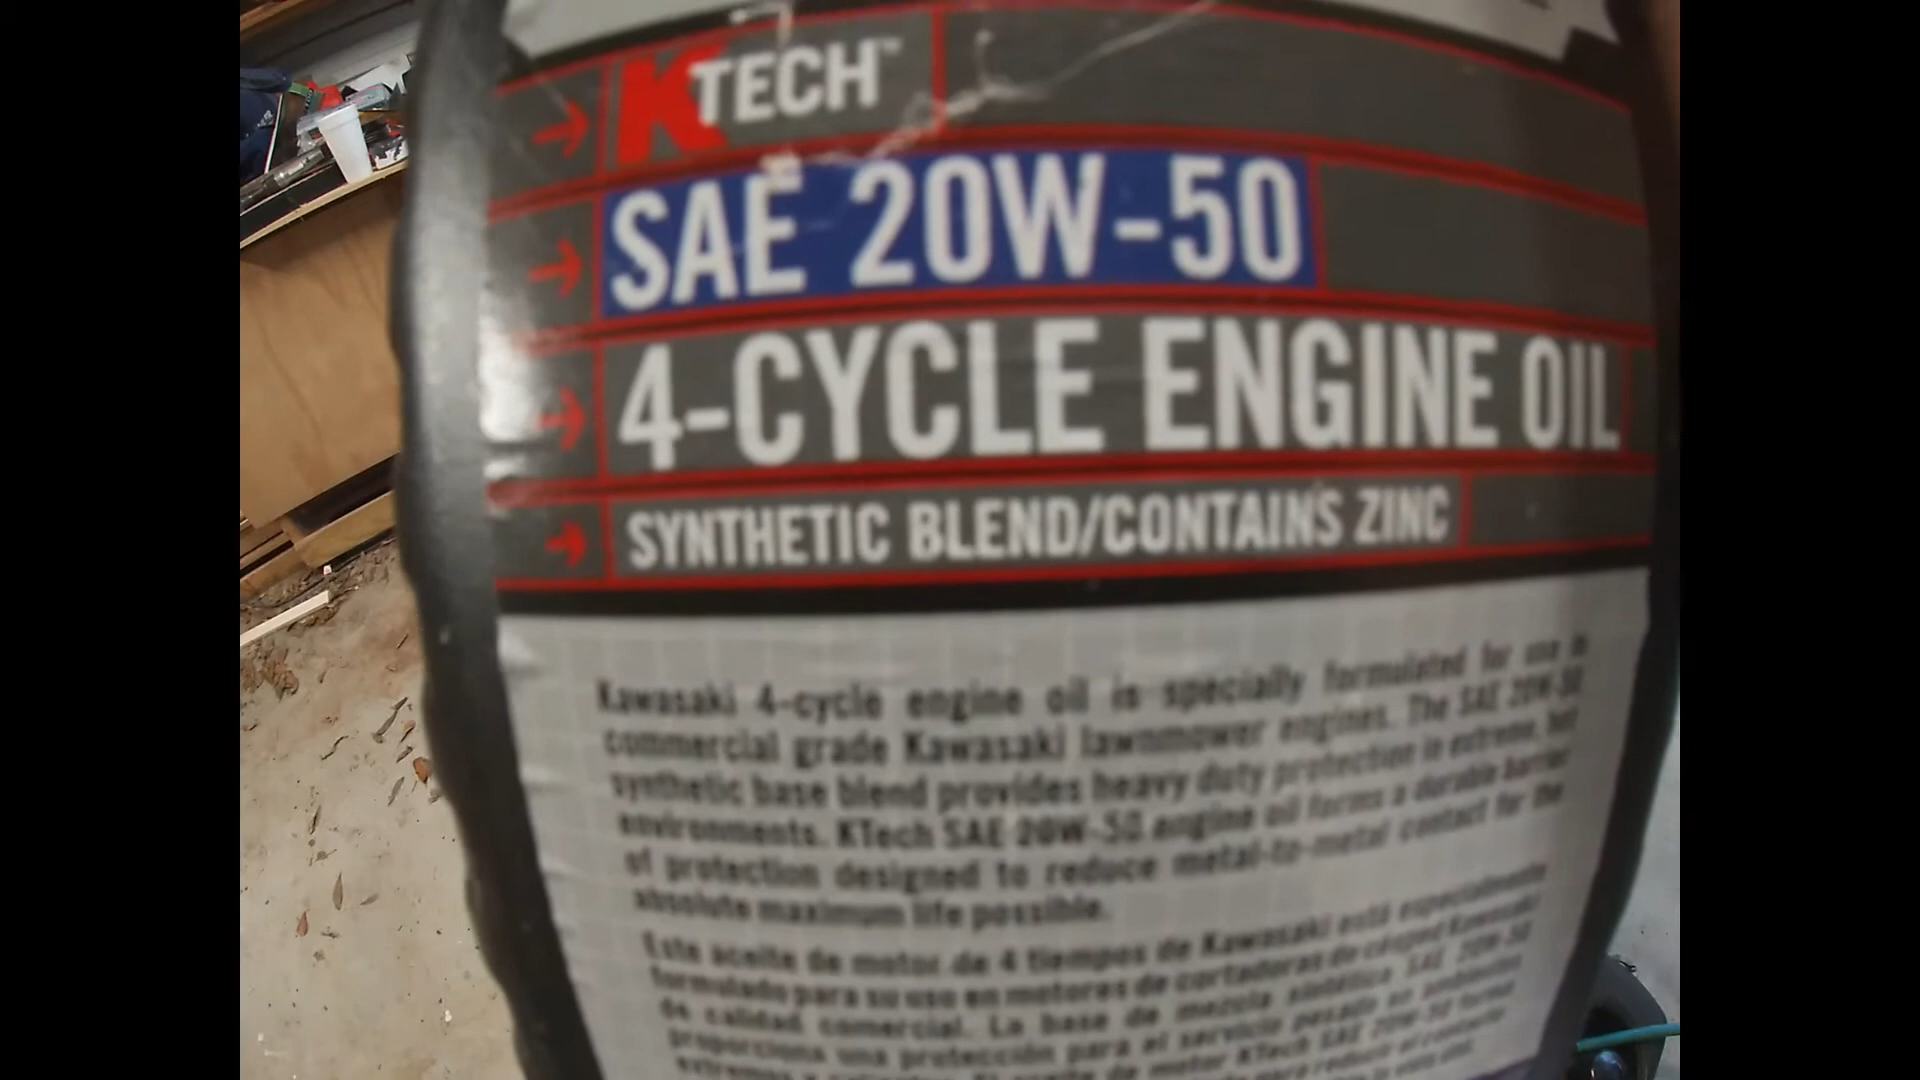 KTECH™
SAE 20W-50
4-CYCLE ENGINE OIL
SYNTHETIC BLEND/CONTAINS ZINC
Kawasaki 4-cycle engine oil is specially formulated for use in
commercial grade Kawasaki lawnmower engines. The SAE 20W-50
synthetic base blend provides heavy duty protection in extreme, hot
environments. KTech SAE 20W-50 engine oil forms a durable barrier
of protection designed to reduce metal-to-metal contact for the
absolute maximum life possible.
Este aceite de motor de 4 tiempos de Kawasaki está especialmente
formulado para su uso en motores de cortadoras de césped Kawasaki
de calidad comercial. La base de mezcla sintética SAE 20W-50
proporciona una protección para el servicio pesado en ambientes
extremos y El aceite de motor KTech SAE 20W-50 forma
para reducir el contacto